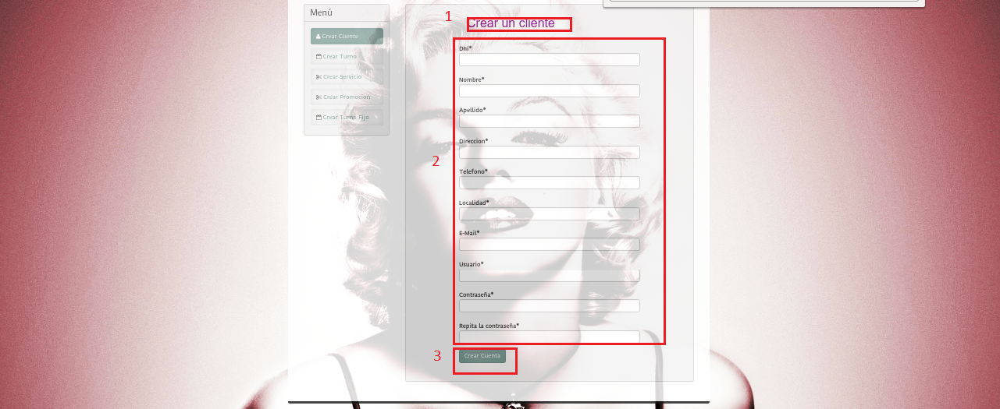 Menú
Crear Cliente
Crear Turno
Crear Servicio
Crear Promocion
Crear Turno Fijo
1
Crear un cliente
2
Dni*
Nombre*
Apellido*
Direccion*
Telefono*
Localidad*
E-Mail*
Usuario*
Contraseña*
Repita la contraseña*
3
Crear Cuenta